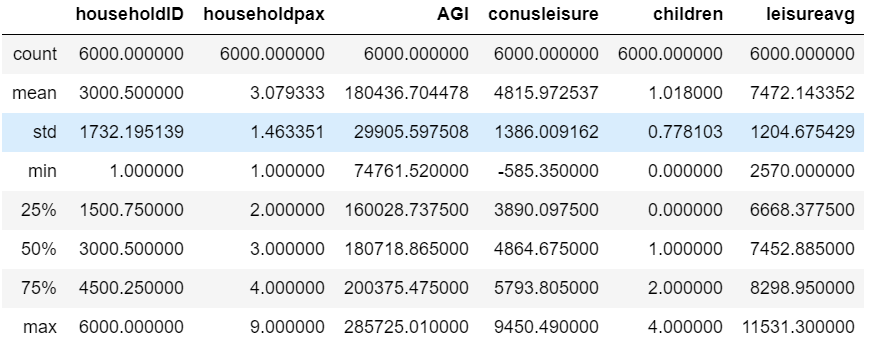 householdID householdpax AGI conusleisure children leisureavg
count 6000.000000 6000.000000 6000.000000 6000.000000 6000.000000 6000.000000
mean 3000.500000 3.079333 180436.704478 4815.972537 1.018000 7472.143352
std 1732.195139 1.463351 29905.597508 1386.009162 0.778103 1204.675429
min 1.000000 1.000000 74761.520000 -585.350000 0.000000 2570.000000
25% 1500.750000 2.000000 160028.737500 3890.097500 0.000000 6668.377500
50% 3000.500000 3.000000 180718.865000 4864.675000 1.000000 7452.885000
75% 4500.250000 4.000000 200375.475000 5793.805000 2.000000 8298.950000
max 6000.000000 9.000000 285725.010000 9450.490000 4.000000 11531.300000